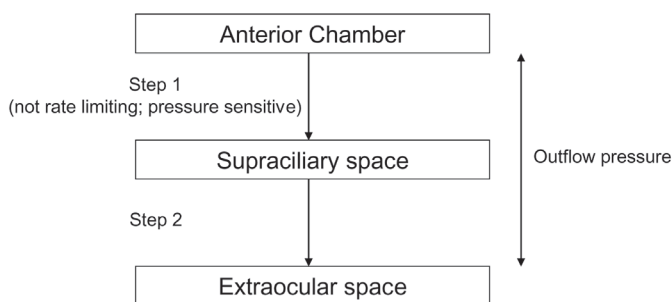 Anterior Chamber
Step 1
(not rate limiting; pressure sensitive)
Supraciliary space
Outflow pressure
Step 2
Extraocular space